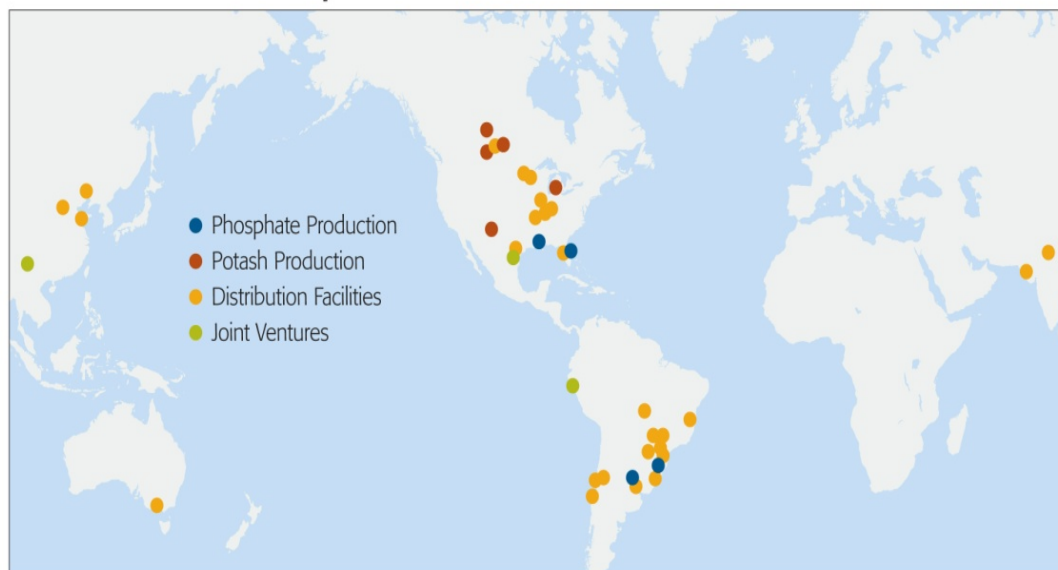 Phosphate Production
Potash Production
Distribution Facilities
Joint Ventures